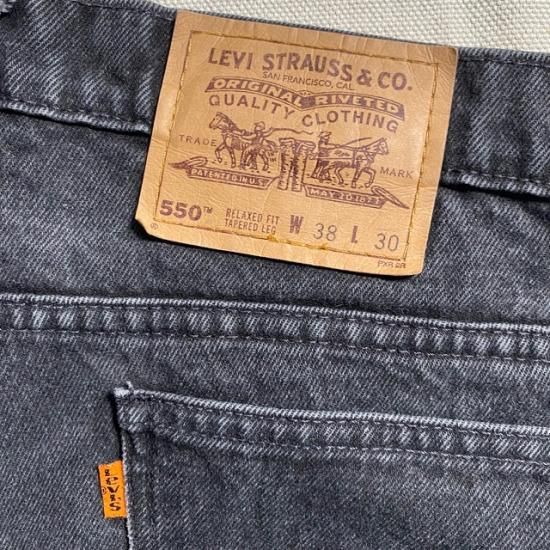 LEVI STRAUSS & CO.
SAN FRANCISCO, CAL.
ORIGINAL RIVETED
QUALITY CLOTHING
TRADE MARK
PATENTED IN U.S. MAY 20 1873
550™ RELAXED FIT W 38 L 30
TAPERED LEG
®
LEVI'S